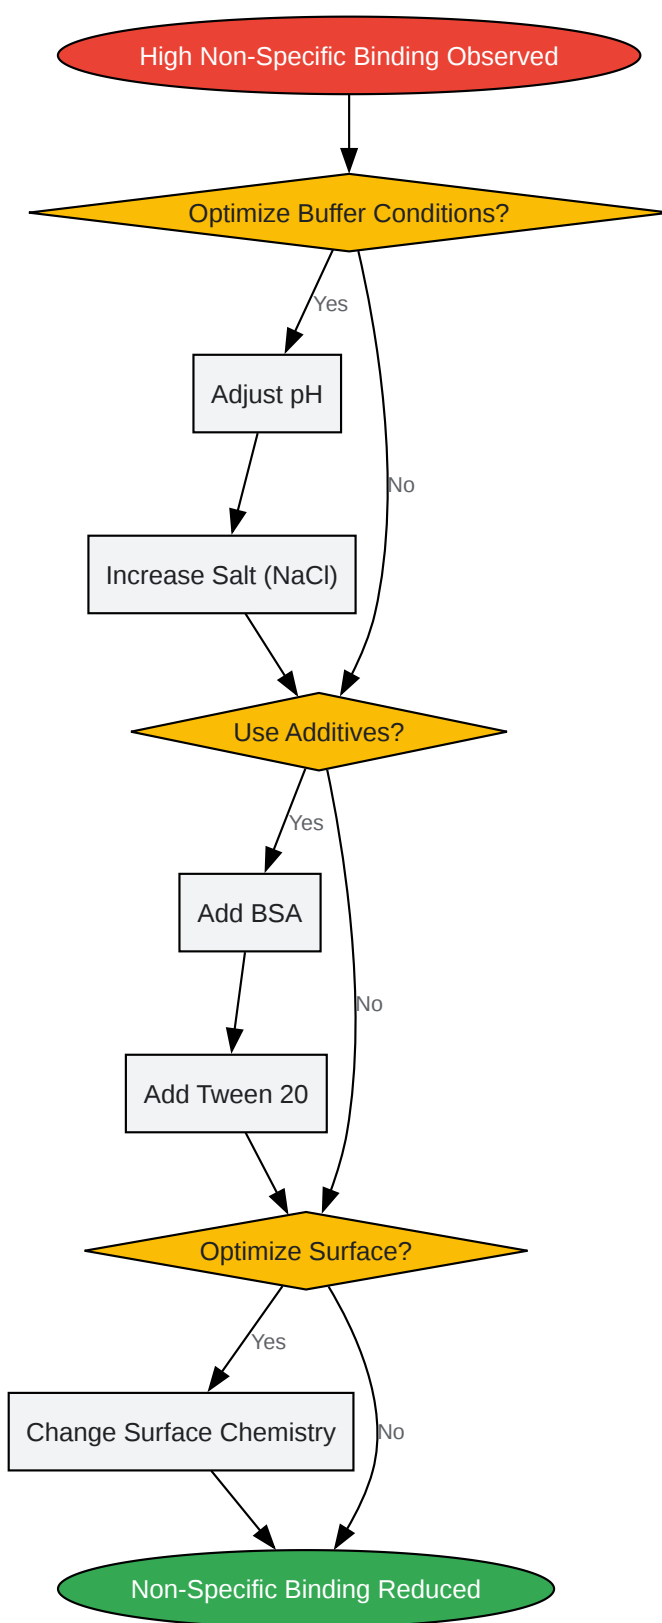 High Non-Specific Binding Observed
Optimize Buffer Conditions?
Yes
Adjust pH
No
Increase Salt (NaCl)
Use Additives?
Yes
Add BSA
No
Add Tween 20
Optimize Surface?
Yes
Change Surface Chemistry
No
Non-Specific Binding Reduced